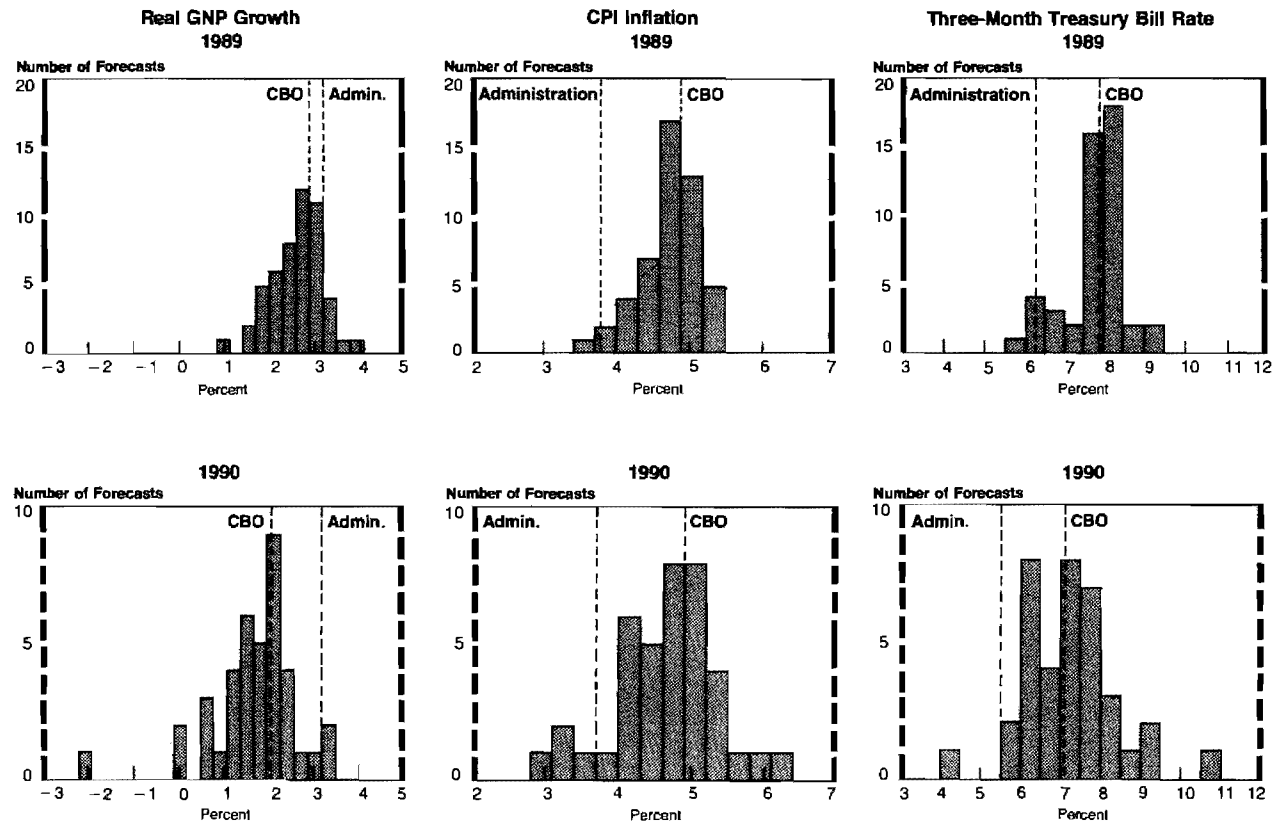 Real GNP Growth
1989
Number of Forecasts
20
15
10
5
0
CBO
Admin.
-3 -2 -1 0 1 2 3 4 5
Percent
CPI Inflation
1989
Number of Forecasts
20
15
10
5
0
Administration
CBO
2 3 4 5 6 7
Percent
Three-Month Treasury Bill Rate
1989
Number of Forecasts
20
15
10
5
0
Administration
CBO
3 4 5 6 7 8 9 10 11 12
Percent
1990
Number of Forecasts
10
5
0
CBO
Admin.
-3 -2 -1 0 1 2 3 4 5
Percent
1990
Number of Forecasts
10
5
0
Admin.
CBO
2 3 4 5 6 7
Percent
1990
Number of Forecasts
10
5
0
Admin.
CBO
3 4 5 6 7 8 9 10 11 12
Percent